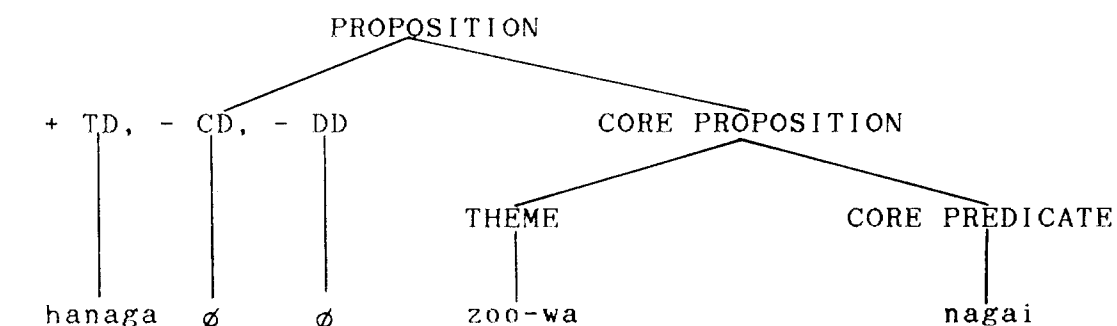 PROPOSITION
+ TD, - CD, - DD CORE PROPOSITION
THEME CORE PREDICATE
hanaga ø ø zoo-wa nagai